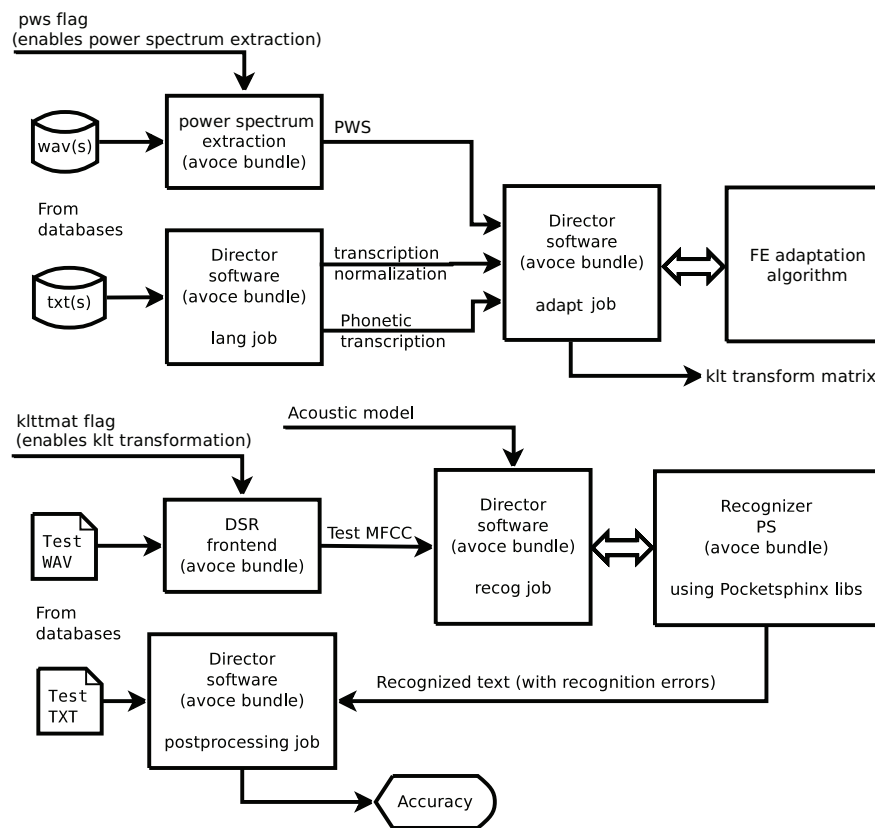 pws flag
(enables power spectrum extraction)
wav(s)
power spectrum
extraction
(avoce bundle)
PWS
From
databases
txt(s)
Director
software
(avoce bundle)
lang job
transcription
normalization
Phonetic
transcription
Director
software
(avoce bundle)
adapt job
FE adaptation
algorithm
klt transform matrix
klttmat flag
(enables klt transformation)
Acoustic model
Test
WAV
DSR
frontend
(avoce bundle)
Test MFCC
Director
software
(avoce bundle)
recog job
Recognizer
PS
(avoce bundle)
using Pocketsphinx libs
From
databases
Test
TXT
Director
software
(avoce bundle)
postprocessing job
Recognized text (with recognition errors)
Accuracy